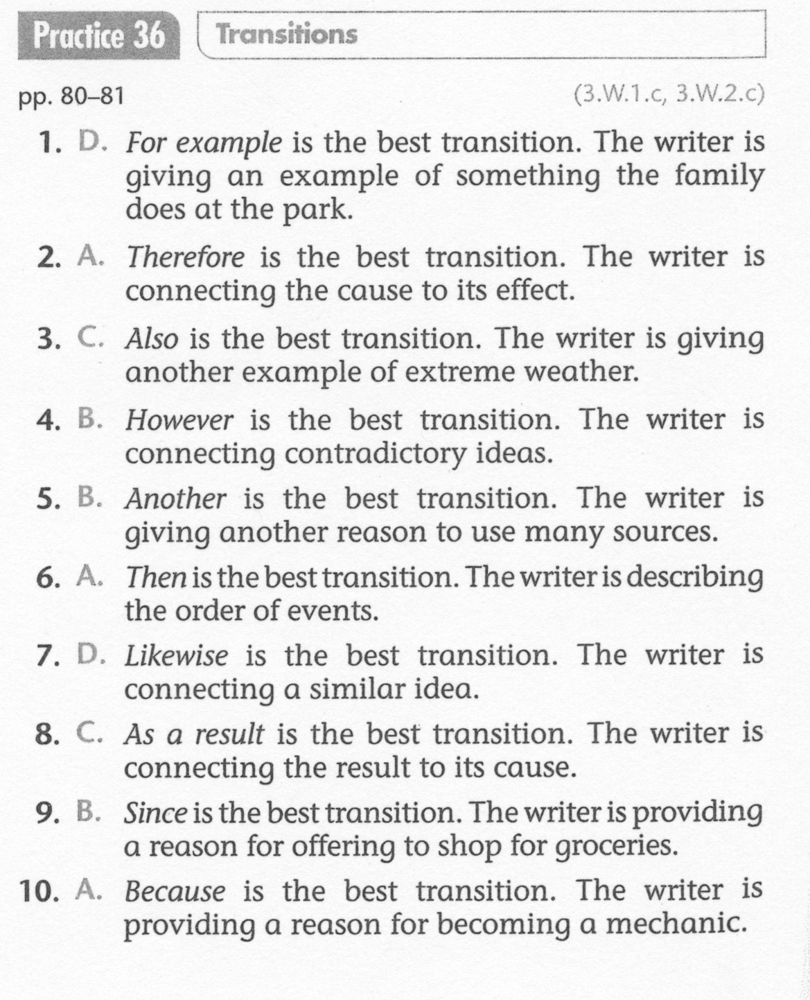 Practice 36 Transitions
pp. 80–81 (3.W.1.c, 3.W.2.c)
1. D. For example is the best transition. The writer is
giving an example of something the family
does at the park.
2. A. Therefore is the best transition. The writer is
connecting the cause to its effect.
3. C. Also is the best transition. The writer is giving
another example of extreme weather.
4. B. However is the best transition. The writer is
connecting contradictory ideas.
5. B. Another is the best transition. The writer is
giving another reason to use many sources.
6. A. Then is the best transition. The writer is describing
the order of events.
7. D. Likewise is the best transition. The writer is
connecting a similar idea.
8. C. As a result is the best transition. The writer is
connecting the result to its cause.
9. B. Since is the best transition. The writer is providing
a reason for offering to shop for groceries.
10. A. Because is the best transition. The writer is
providing a reason for becoming a mechanic.